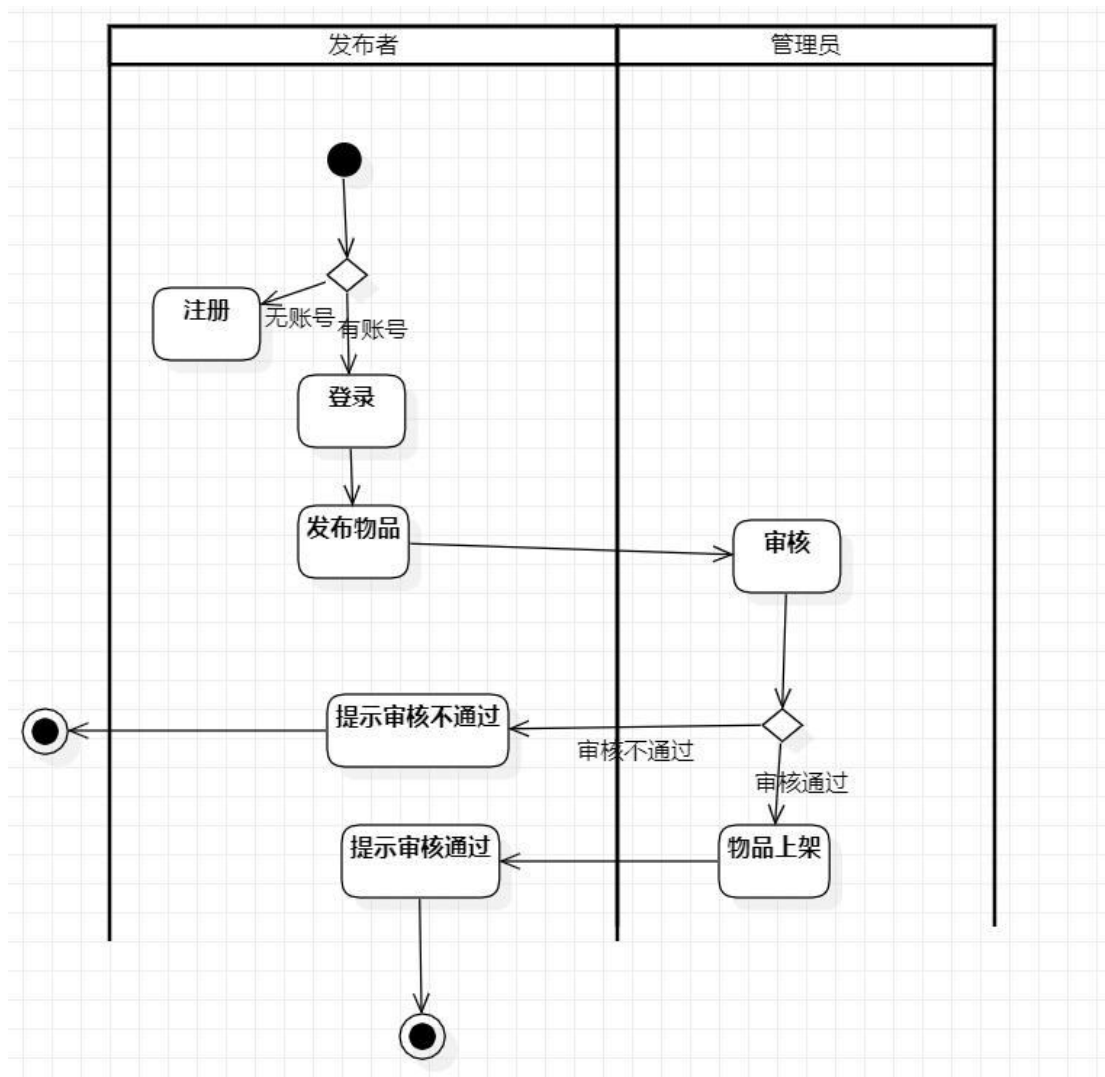 发布者
管理员
注册
无账号
有账号
登录
发布物品
审核
提示审核不通过
审核不通过
审核通过
提示审核通过
物品上架